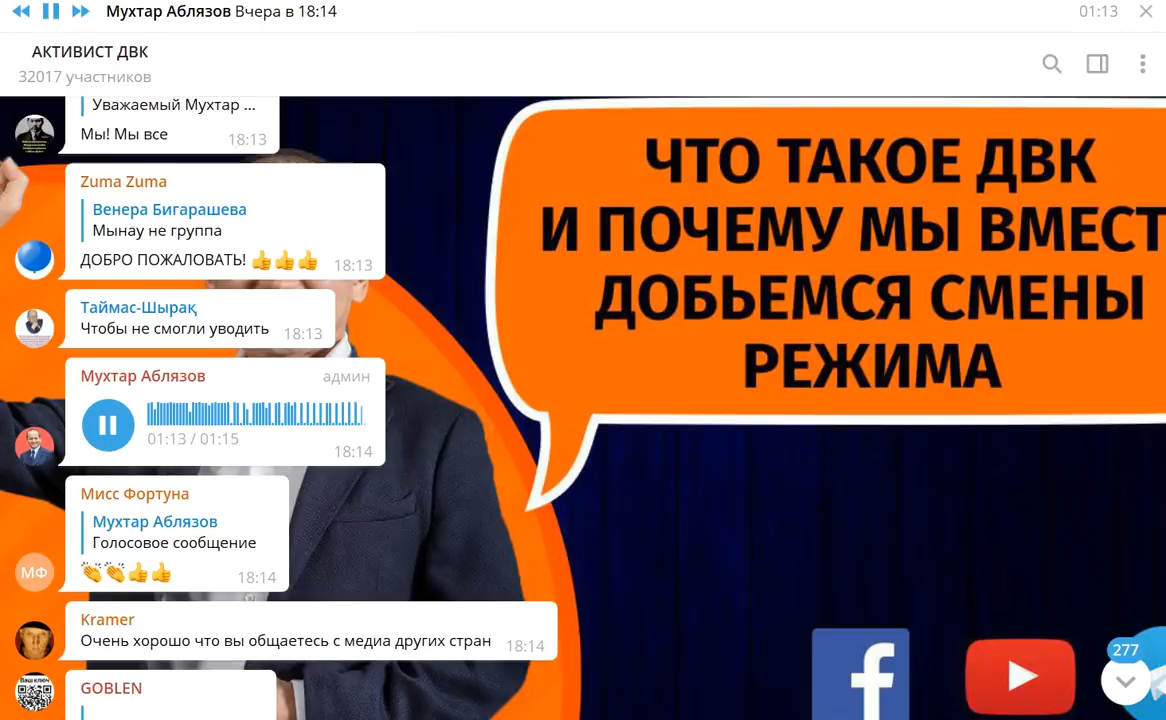 Мухтар Аблязов Вчера в 18:14
01:13
АКТИВИСТ ДВК
32017 участников
Уважаемый Мухтар ...
Мы! Мы все
18:13
Zuma Zuma
Венера Бигарашева
Мынау не группа
ДОБРО ПОЖАЛОВАТЬ! 👍👍👍
18:13
Таймас-Шырақ
Чтобы не смогли уводить
18:13
Мухтар Аблязов
админ
01:13 / 01:15
18:14
Мисс Фортуна
Мухтар Аблязов
Голосовое сообщение
👏👏👍👍
18:14
МФ
Kramer
Очень хорошо что вы общаетесь с медиа других стран
18:14
Ваш ключ
GOBLEN
ЧТО ТАКОЕ ДВК
И ПОЧЕМУ МЫ ВМЕСТ
ДОБЬЕМСЯ СМЕНЫ
РЕЖИМА
f
277